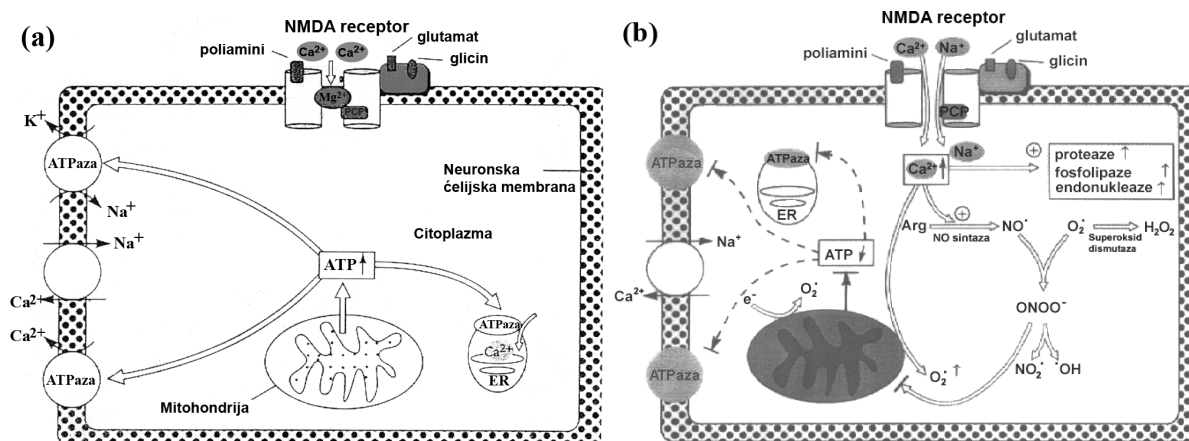 (a)
NMDA receptor
poliamini
Ca²⁺
Ca²⁺
glutamat
glicin
Mg²⁺
PCP
K⁺
ATPaza
Na⁺
Na⁺
Ca²⁺
Ca²⁺
ATPaza
Neuronska
ćelijska membrana
Citoplazma
ATP ↑
ATPaza
Ca²⁺
ER
Mitohondrija
(b)
NMDA receptor
poliamini
Ca²⁺
Na⁺
glutamat
glicin
PCP
ATPaza
ATPaza
ER
Na⁺
Ca²⁺ ↑
Na⁺
⊕
proteaze ↑
fosfolipaze ↑
endonukleaze ↑
⊕
Arg
NO sintaza
NO˙
O₂˙
Superoksid
dismutaza
H₂O₂
ATP ↓
Ca²⁺
e⁻
O₂˙
ONOO⁻
ATPaza
O₂˙ ↑
NO₂˙
˙OH